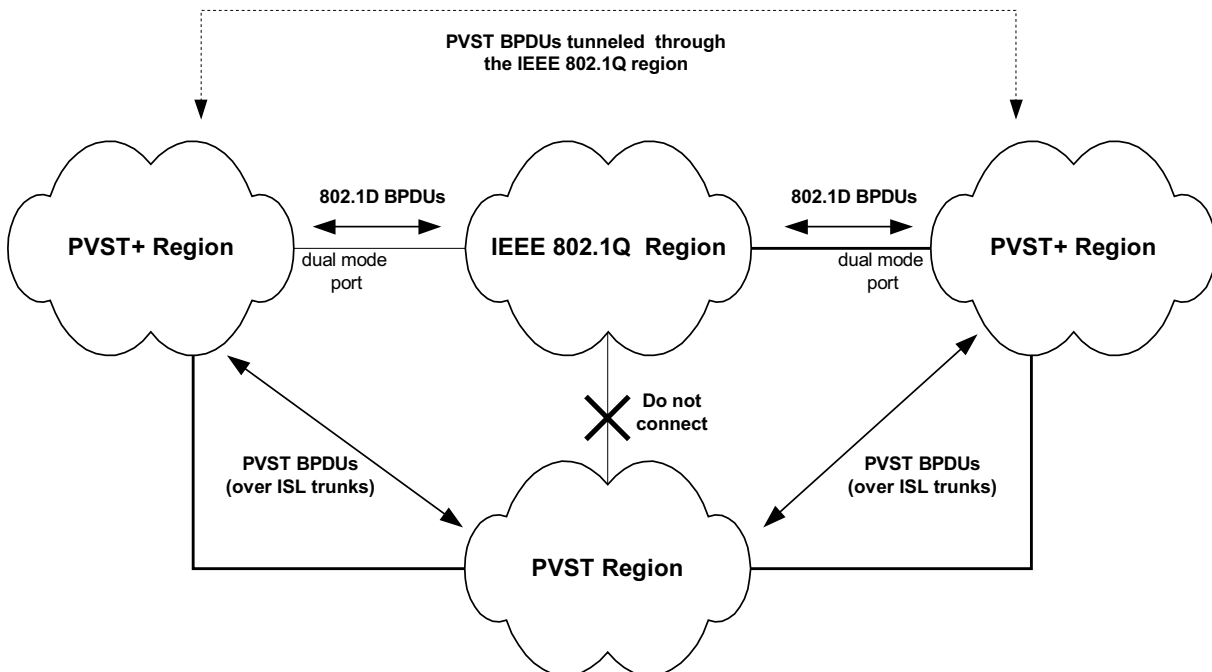 PVST BPDUs tunneled through
the IEEE 802.1Q region
802.1D BPDUs
802.1D BPDUs
PVST+ Region
IEEE 802.1Q Region
PVST+ Region
dual mode
port
dual mode
port
Do not
connect
PVST BPDUs
(over ISL trunks)
PVST BPDUs
(over ISL trunks)
PVST Region